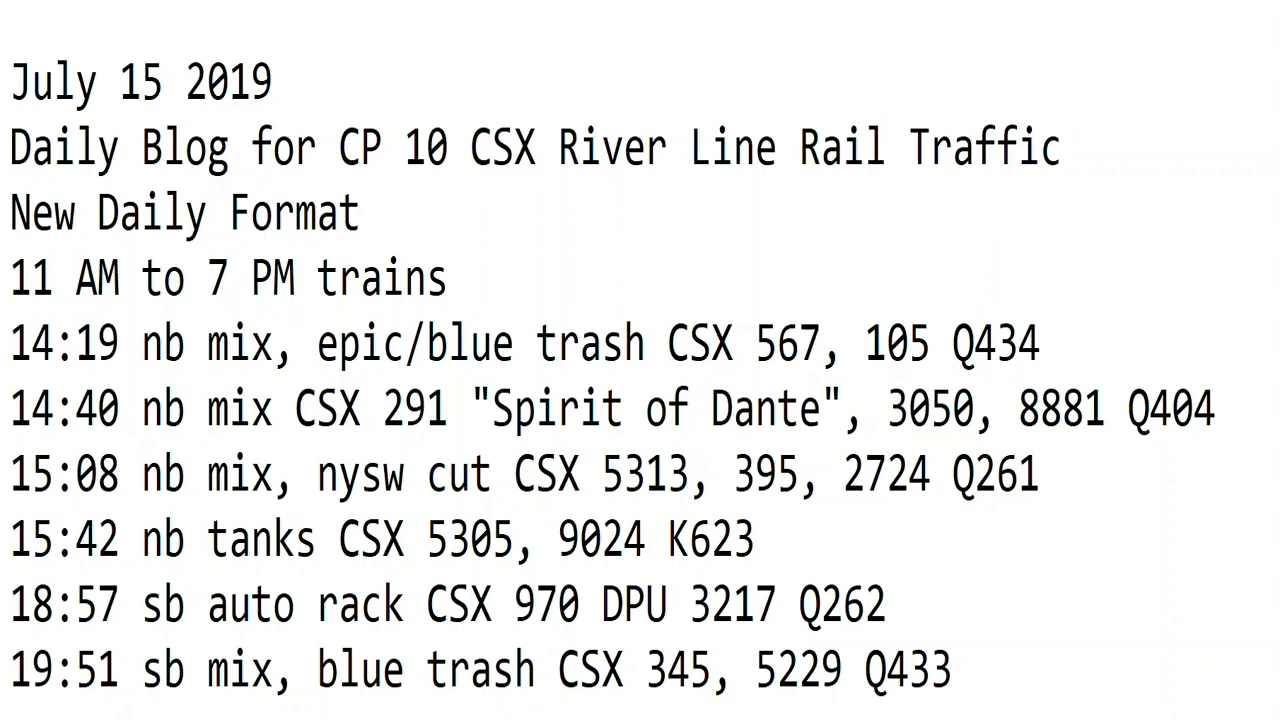 July 15 2019
Daily Blog for CP 10 CSX River Line Rail Traffic
New Daily Format
11 AM to 7 PM trains
14:19 nb mix, epic/blue trash CSX 567, 105 Q434
14:40 nb mix CSX 291 "Spirit of Dante", 3050, 8881 Q404
15:08 nb mix, nysw cut CSX 5313, 395, 2724 Q261
15:42 nb tanks CSX 5305, 9024 K623
18:57 sb auto rack CSX 970 DPU 3217 Q262
19:51 sb mix, blue trash CSX 345, 5229 Q433